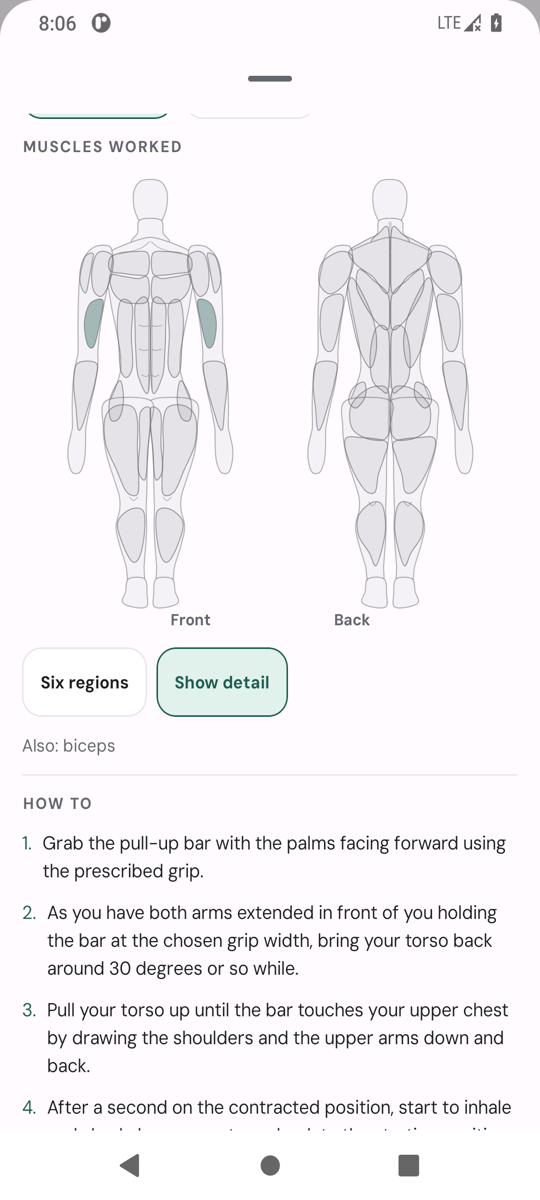 8:06
LTE
MUSCLES WORKED
Front
Back
Six regions
Show detail
Also: biceps
HOW TO
1. Grab the pull-up bar with the palms facing forward using
the prescribed grip.
2. As you have both arms extended in front of you holding
the bar at the chosen grip width, bring your torso back
around 30 degrees or so while.
3. Pull your torso up until the bar touches your upper chest
by drawing the shoulders and the upper arms down and
back.
4. After a second on the contracted position, start to inhale